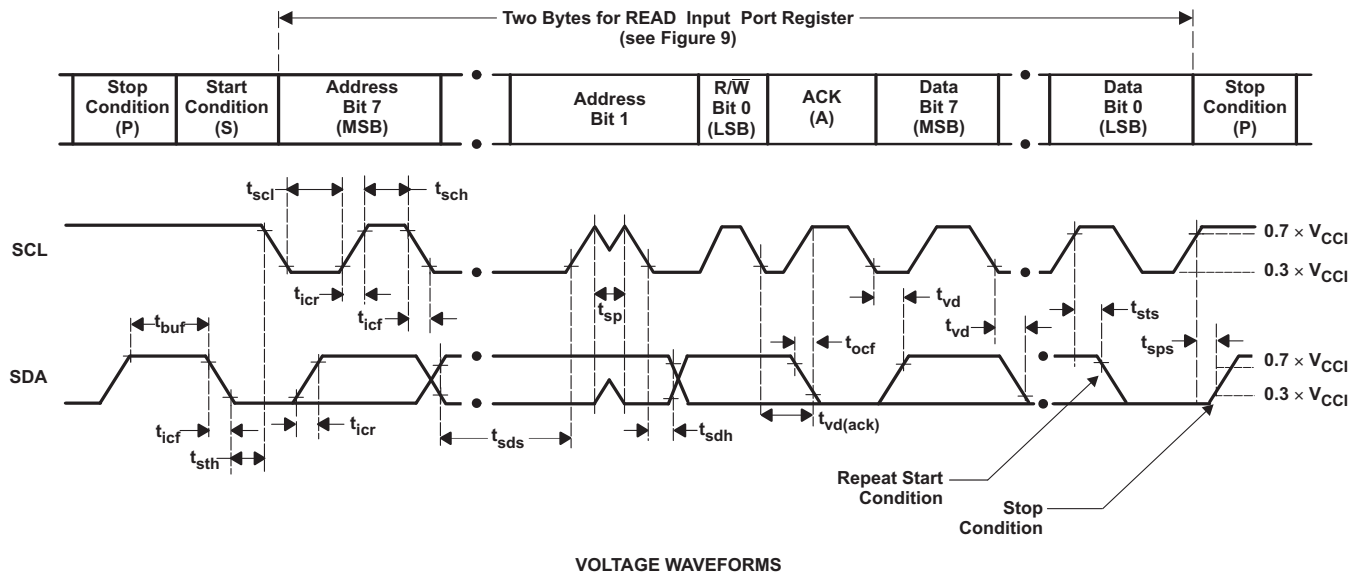 Two Bytes for READ Input Port Register
(see Figure 9)
Stop
Condition
(P)
Start
Condition
(S)
Address
Bit 7
(MSB)
Address
Bit 1
R/W̅
Bit 0
(LSB)
ACK
(A)
Data
Bit 7
(MSB)
Data
Bit 0
(LSB)
Stop
Condition
(P)
tscl
tsch
SCL
0.7 × VCCI
0.3 × VCCI
ticr
ticf
tsp
tvd
tvd
tsts
tbuf
tocf
tsps
SDA
0.7 × VCCI
0.3 × VCCI
ticf
ticr
tsth
tsds
tsdh
tvd(ack)
Repeat Start
Condition
Stop
Condition
VOLTAGE WAVEFORMS